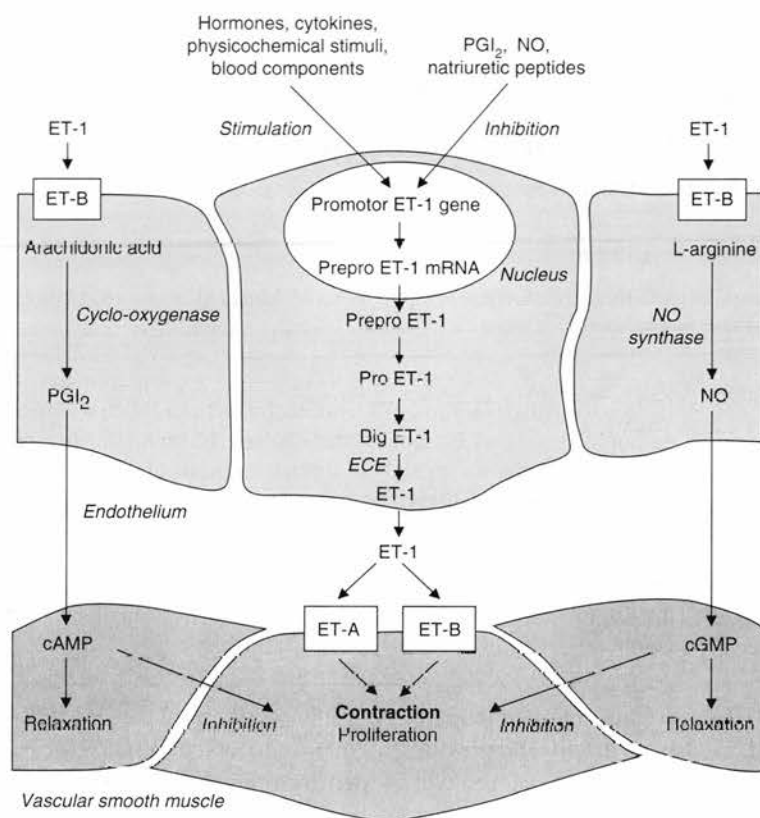 Hormones, cytokines,
physicochemical stimuli,
blood components
PGI2, NO,
natriuretic peptides
Stimulation
Inhibition
ET-1
ET-1
ET-B
ET-B
Promotor ET-1 gene
Arachidonic acid
Prepro ET-1 mRNA
Nucleus
L-arginine
Cyclo-oxygenase
Prepro ET-1
NO
synthase
Pro ET-1
PGI2
NO
Big ET-1
ECE
ET-1
Endothelium
ET-1
ET-A
ET-B
cAMP
cGMP
Relaxation
Inhibition
Contraction
Proliferation
Inhibition
Relaxation
Vascular smooth muscle